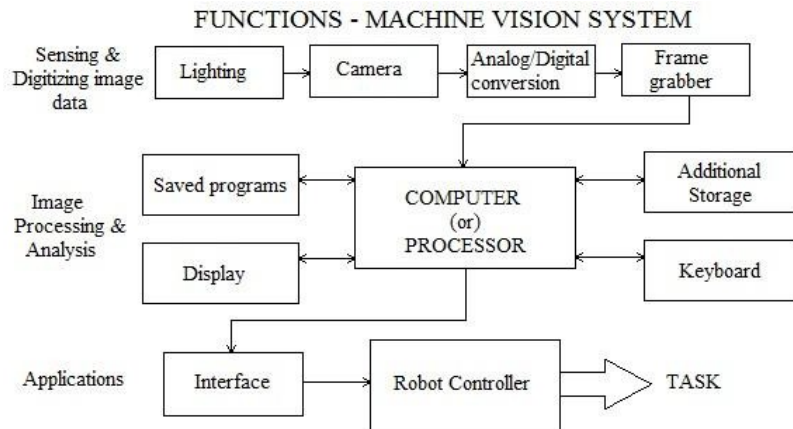 FUNCTIONS - MACHINE VISION SYSTEM
Sensing &
Digitizing image
data
Lighting
Camera
Analog/Digital
conversion
Frame
grabber
Image
Processing &
Analysis
Saved programs
Display
COMPUTER
(or)
PROCESSOR
Additional
Storage
Keyboard
Applications
Interface
Robot Controller
TASK